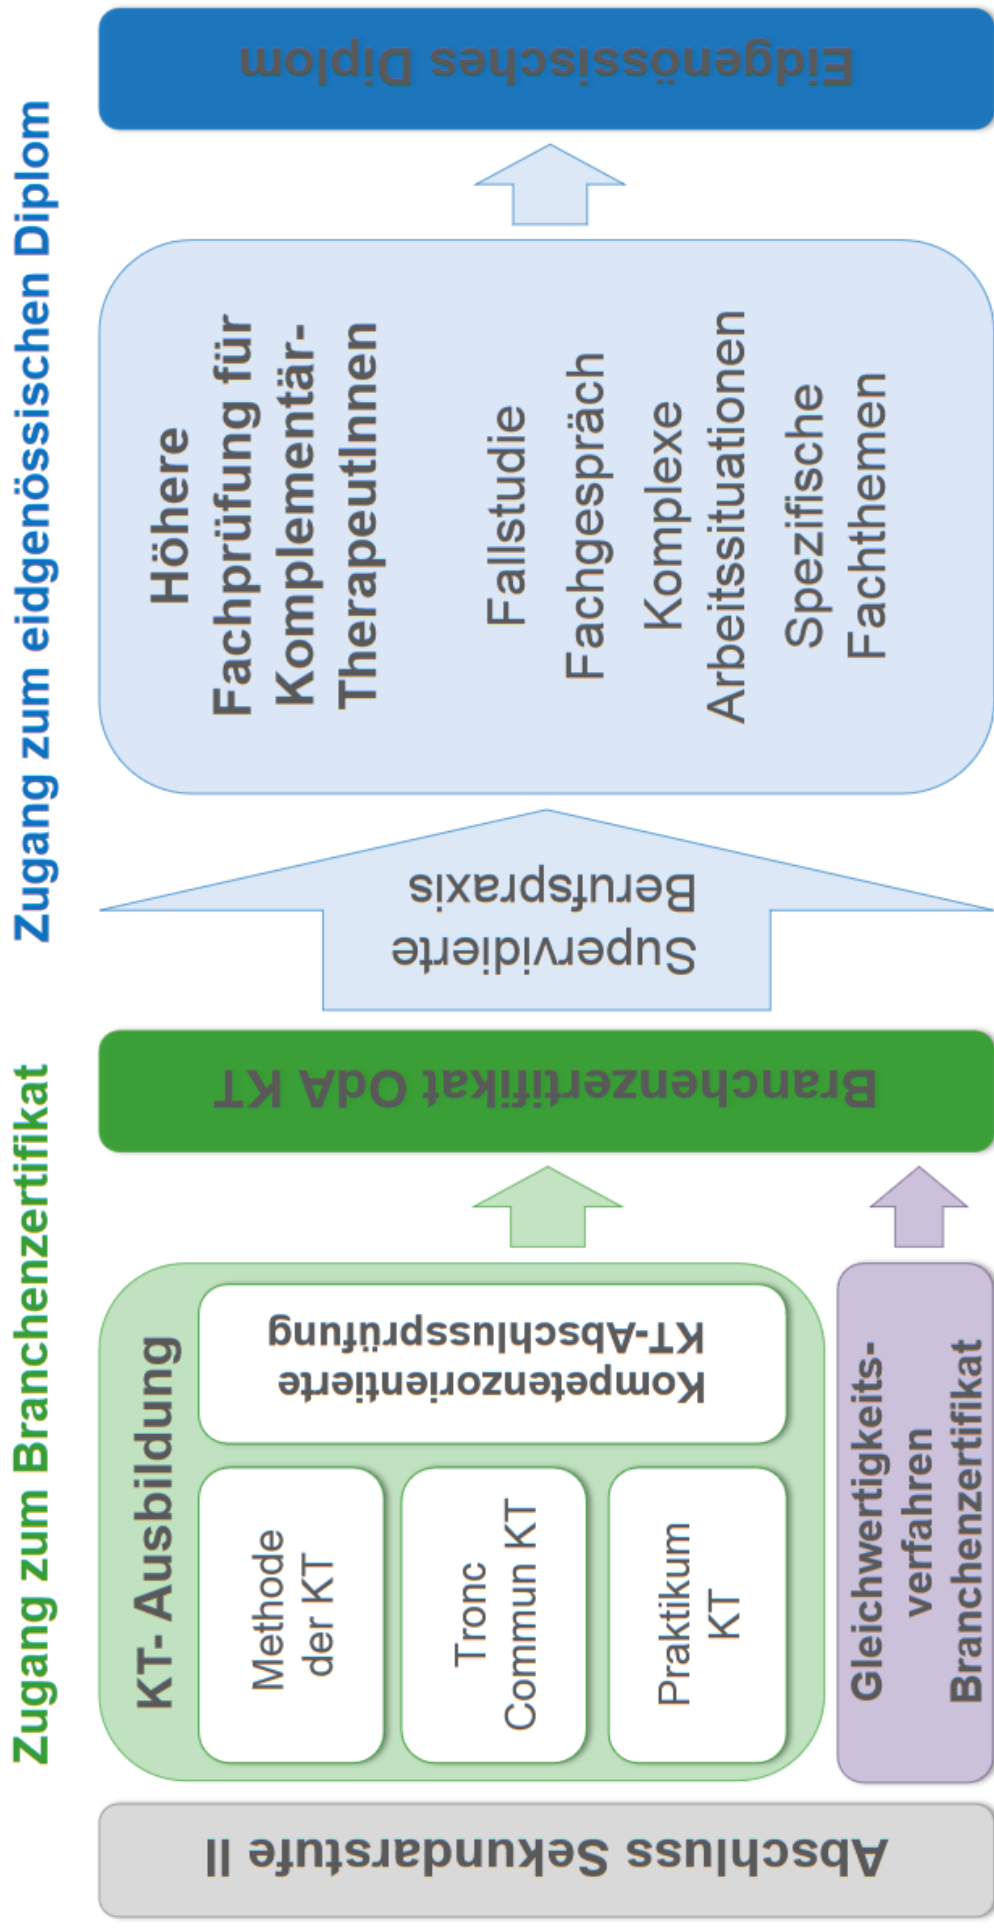 Zugang zum Branchenzertifikat
Zugang zum eidgenössischen Diplom
Abschluss Sekundarstufe II
KT- Ausbildung
Methode
der KT
Tronc
Commun KT
Praktikum
KT
Kompetenzorientierte
KT-Abschlussprüfung
Gleichwertigkeits-
verfahren
Branchenzertifikat
Branchenzertifikat OdA KT
Supervidierte
Berufspraxis
Höhere
Fachprüfung für
Komplementär-
TherapeutInnen
Fallstudie
Fachgespräch
Komplexe
Arbeitssituationen
Spezifische
Fachthemen
Eidgenössisches Diplom